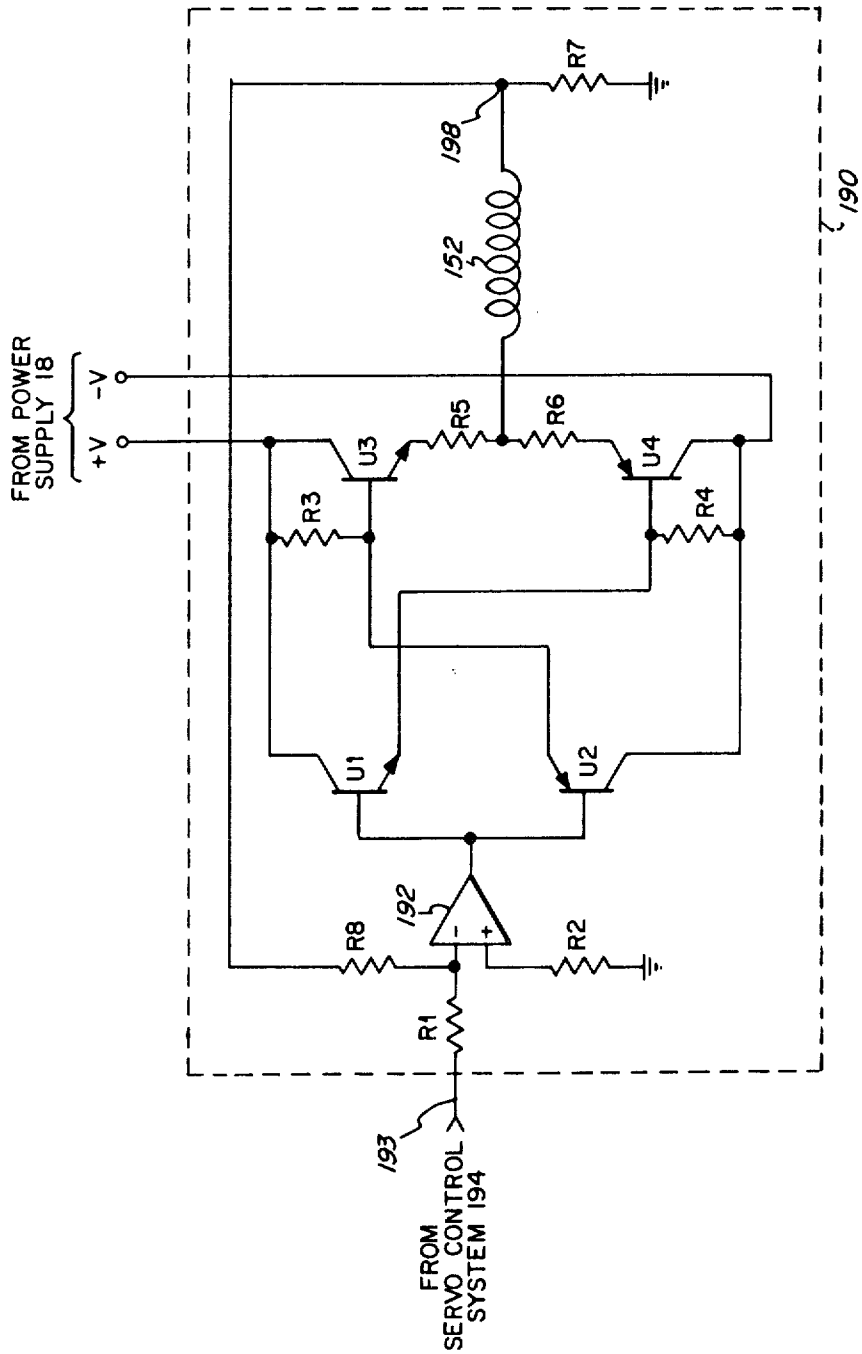 FROM POWER
SUPPLY 18
+V -V
198
R7
152
R3
U3
R5
R6
U4
R4
U1
U2
192
R8
-
+
R2
R1
193
FROM
SERVO CONTROL
SYSTEM 194
190